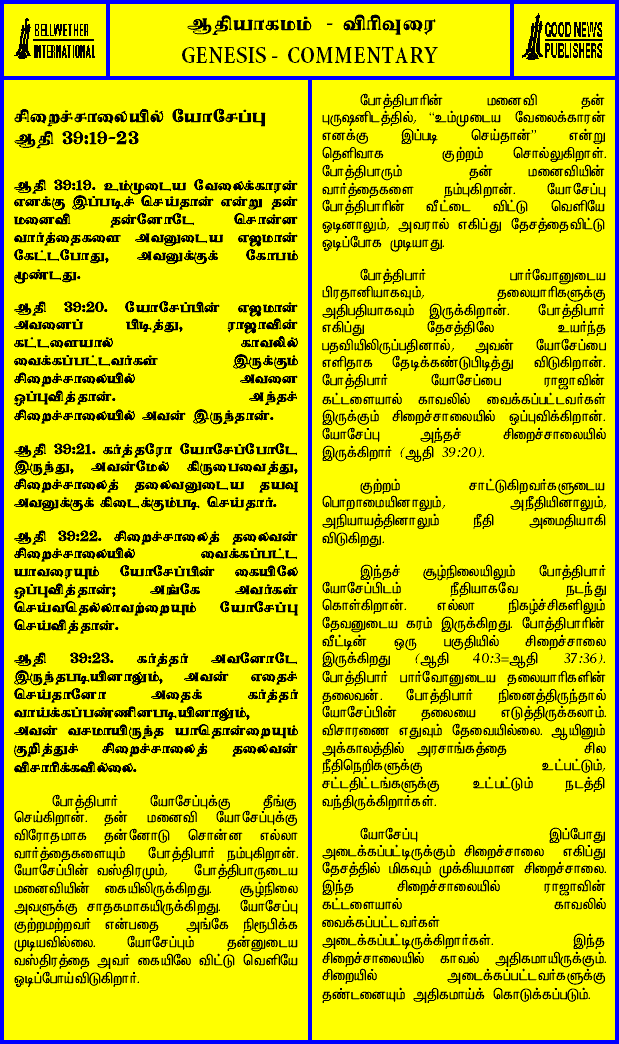 BELLWETHER
INTERNATIONAL
ஆதியாகமம் - விரிவுரை
GENESIS - COMMENTARY
GOOD NEWS
PUBLISHERS
சிறைச்சாலையில் யோசேப்பு
ஆதி 39:19-23
ஆதி 39:19. உம்முடைய வேலைக்காரன்
எனக்கு இப்படிச் செய்தான் என்று தன்
மனைவி தன்னோடே சொன்ன
வார்த்தைகளை அவனுடைய எஜமான்
கேட்டபோது, அவனுக்குக் கோபம்
மூண்டது.
ஆதி 39:20. யோசேப்பின் எஜமான்
அவனைப் பிடித்து, ராஜாவின்
கட்டளையால் காவலில்
வைக்கப்பட்டவர்கள் இருக்கும்
சிறைச்சாலையில் அவனை
ஒப்புவித்தான். அந்தச்
சிறைச்சாலையில் அவன் இருந்தான்.
ஆதி 39:21. கர்த்தரோ யோசேப்போடே
இருந்து, அவன்மேல் கிருபைவைத்து,
சிறைச்சாலைத் தலைவனுடைய தயவு
அவனுக்குக் கிடைக்கும்படி செய்தார்.
ஆதி 39:22. சிறைச்சாலைத் தலைவன்
சிறைச்சாலையில் வைக்கப்பட்ட
யாவரையும் யோசேப்பின் கையிலே
ஒப்புவித்தான்; அங்கே அவர்கள்
செய்வதெல்லாவற்றையும் யோசேப்பு
செய்வித்தான்.
ஆதி 39:23. கர்த்தர் அவனோடே
இருந்தபடியினாலும், அவன் எதைச்
செய்தானோ அதைக் கர்த்தர்
வாய்க்கப்பண்ணினபடியினாலும்,
அவன் வசமாயிருந்த யாதொன்றையும்
குறித்துச் சிறைச்சாலைத் தலைவன்
விசாரிக்கவில்லை.
போத்திபார் யோசேப்புக்கு தீங்கு
செய்கிறான். தன் மனைவி யோசேப்புக்கு
விரோதமாக தன்னோடு சொன்ன எல்லா
வார்த்தைகளையும் போத்திபார் நம்புகிறான்.
யோசேப்பின் வஸ்திரமும், போத்திபாருடைய
மனைவியின் கையிலிருக்கிறது. சூழ்நிலை
அவளுக்கு சாதகமாகயிருக்கிறது. யோசேப்பு
குற்றமற்றவர் என்பதை அங்கே நிரூபிக்க
முடியவில்லை. யோசேப்பும் தன்னுடைய
வஸ்திரத்தை அவர் கையிலே விட்டு வெளியே
ஓடிப்போய்விடுகிறார்.
போத்திபாரின் மனைவி தன்
புருஷனிடத்தில், “உம்முடைய வேலைக்காரன்
எனக்கு இப்படி செய்தான்” என்று
தெளிவாக குற்றம் சொல்லுகிறாள்.
போத்திபாரும் தன் மனைவியின்
வார்த்தைகளை நம்புகிறான். யோசேப்பு
போத்திபாரின் வீட்டை விட்டு வெளியே
ஓடினாலும், அவரால் எகிப்து தேசத்தைவிட்டு
ஓடிப்போக முடியாது.
போத்திபார் பார்வோனுடைய
பிரதானியாகவும், தலையாரிகளுக்கு
அதிபதியாகவும் இருக்கிறான். போத்திபார்
எகிப்து தேசத்திலே உயர்ந்த
பதவியிலிருப்பதினால், அவன் யோசேப்பை
எளிதாக தேடிக்கண்டுபிடித்து விடுகிறான்.
போத்திபார் யோசேப்பை ராஜாவின்
கட்டளையால் காவலில் வைக்கப்பட்டவர்கள்
இருக்கும் சிறைச்சாலையில் ஒப்புவிக்கிறான்.
யோசேப்பு அந்தச் சிறைச்சாலையில்
இருக்கிறார் (ஆதி 39:20).
குற்றம் சாட்டுகிறவர்களுடைய
பொறாமையினாலும், அநீதியினாலும்,
அநியாயத்தினாலும் நீதி அமைதியாகி
விடுகிறது.
இந்தச் சூழ்நிலையிலும் போத்திபார்
யோசேப்பிடம் நீதியாகவே நடந்து
கொள்கிறான். எல்லா நிகழ்ச்சிகளிலும்
தேவனுடைய கரம் இருக்கிறது. போத்திபாரின்
வீட்டின் ஒரு பகுதியில் சிறைச்சாலை
இருக்கிறது (ஆதி 40:3=ஆதி 37:36).
போத்திபார் பார்வோனுடைய தலையாரிகளின்
தலைவன். போத்திபார் நினைத்திருந்தால்
யோசேப்பின் தலையை எடுத்திருக்கலாம்.
விசாரணை எதுவும் தேவையில்லை. ஆயினும்
அக்காலத்தில் அரசாங்கத்தை சில
நீதிநெறிகளுக்கு உட்பட்டும்,
சட்டதிட்டங்களுக்கு உட்பட்டும் நடத்தி
வந்திருக்கிறார்கள்.
யோசேப்பு இப்போது
அடைக்கப்பட்டிருக்கும் சிறைச்சாலை எகிப்து
தேசத்தில் மிகவும் முக்கியமான சிறைச்சாலை.
இந்த சிறைச்சாலையில் ராஜாவின்
கட்டளையால் காவலில்
வைக்கப்பட்டவர்கள்
அடைக்கப்பட்டிருக்கிறார்கள். இந்த
சிறைச்சாலையில் காவல் அதிகமாயிருக்கும்.
சிறையில் அடைக்கப்பட்டவர்களுக்கு
தண்டனையும் அதிகமாய்க் கொடுக்கப்படும்.